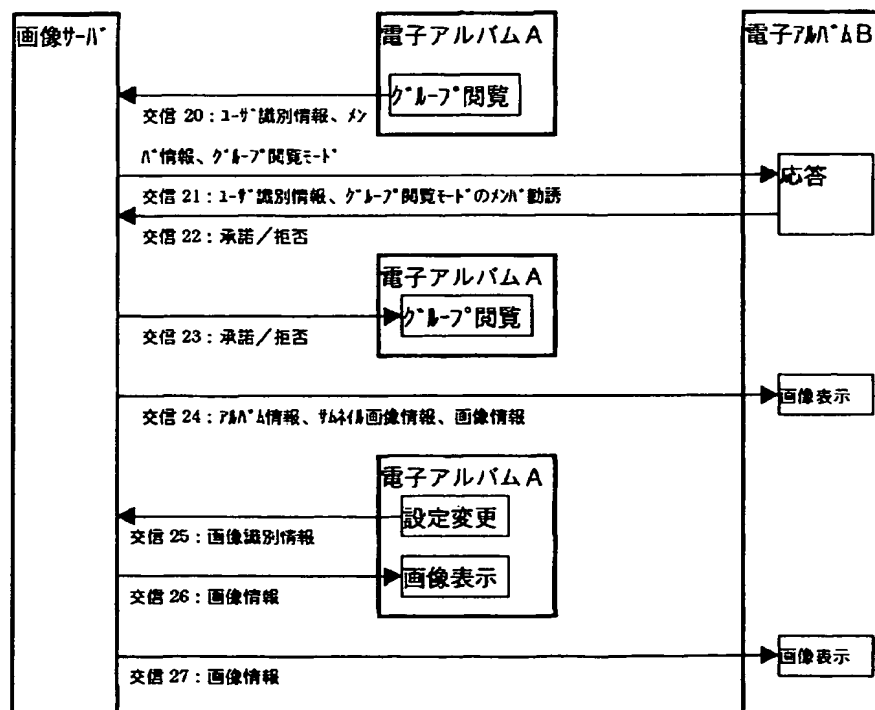 画像ｻｰﾊﾞ
電子アルバムA
電子ｱﾙﾊﾞﾑB
ｸﾞﾙｰﾌﾟ閲覧
交信 20：ﾕｰｻﾞ識別情報、ﾒﾝ
ﾊﾞ情報、ｸﾞﾙｰﾌﾟ閲覧ﾓｰﾄﾞ
応答
交信 21：ﾕｰｻﾞ識別情報、ｸﾞﾙｰﾌﾟ閲覧ﾓｰﾄﾞのﾒﾝﾊﾞ勧誘
交信 22：承諾／拒否
電子アルバムA
ｸﾞﾙｰﾌﾟ閲覧
交信 23：承諾／拒否
画像表示
交信 24：ｱﾙﾊﾞﾑ情報、ｻﾑﾈｲﾙ画像情報、画像情報
電子アルバムA
設定変更
交信 25：画像識別情報
画像表示
交信 26：画像情報
画像表示
交信 27：画像情報